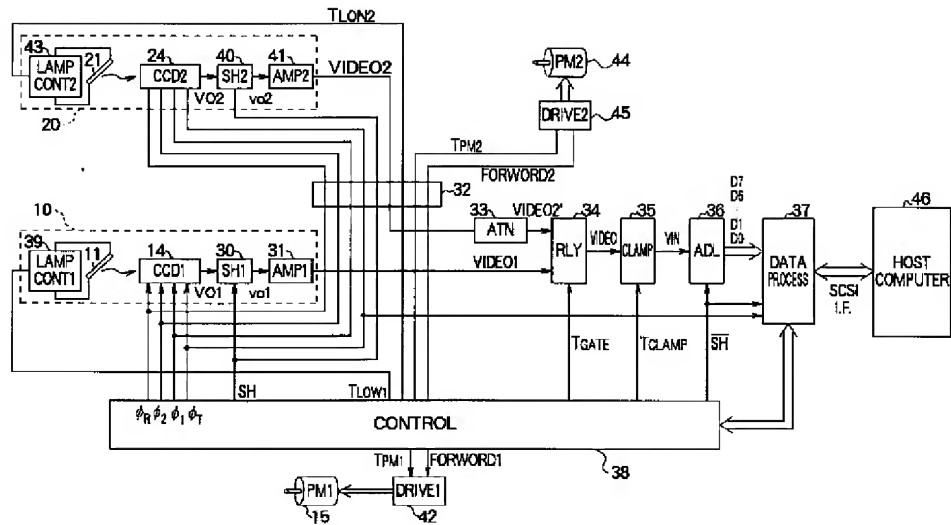 TLON2
43
LAMP
CONT2
21
24
CCD2
VO2
40
SH2
vo2
41
AMP2
VIDEO2
20
PM2
44
DRIVE2
45
TPM2
FORWORD2
32
10
39
LAMP
CONT1
11
14
CCD1
VO1
30
SH1
vo1
31
AMP1
VIDEO1
33
ATN
VIDEO2'
34
RLY
VIDEO
35
CLAMP
VIN
36
ADL
D7
D6
D1
D0
37
DATA
PROCESS
SCSI
I.F.
46
HOST
COMPUTER
ϕR ϕ2 ϕ1 ϕT
SH
TLOW1
TGATE
TCLAMP
SH
CONTROL
38
TPM1
FORWORD1
PM1
15
DRIVE1
42